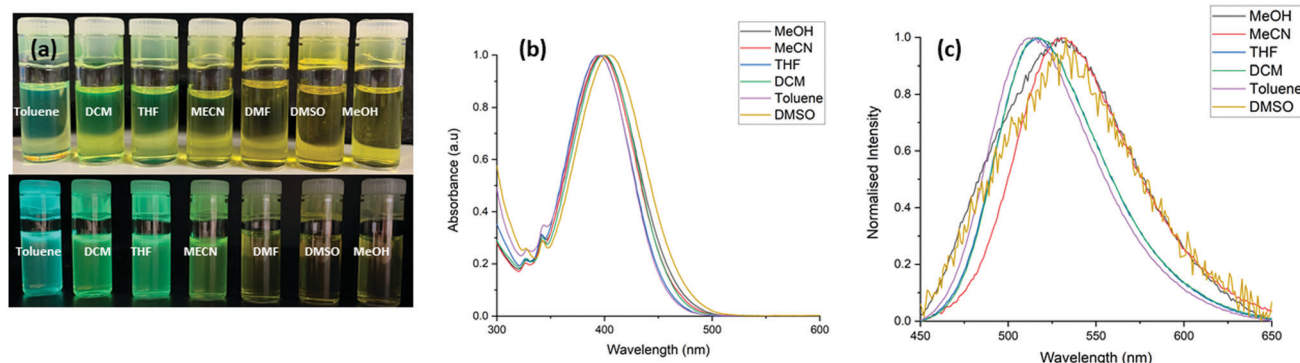 (a)
Toluene DCM THF MECN DMF DMSO MeOH
Toluene DCM THF MECN DMF DMSO MeOH
(b)
MeOH
MeCN
THF
DCM
Toluene
DMSO
Absorbance (a.u)
1.0
0.8
0.6
0.4
0.2
0.0
300 400 500 600
Wavelength (nm)
(c)
MeOH
MeCN
THF
DCM
Toluene
DMSO
Normalised Intensity
1.0
0.8
0.6
0.4
0.2
0.0
450 500 550 600 650
Wavelength (nm)